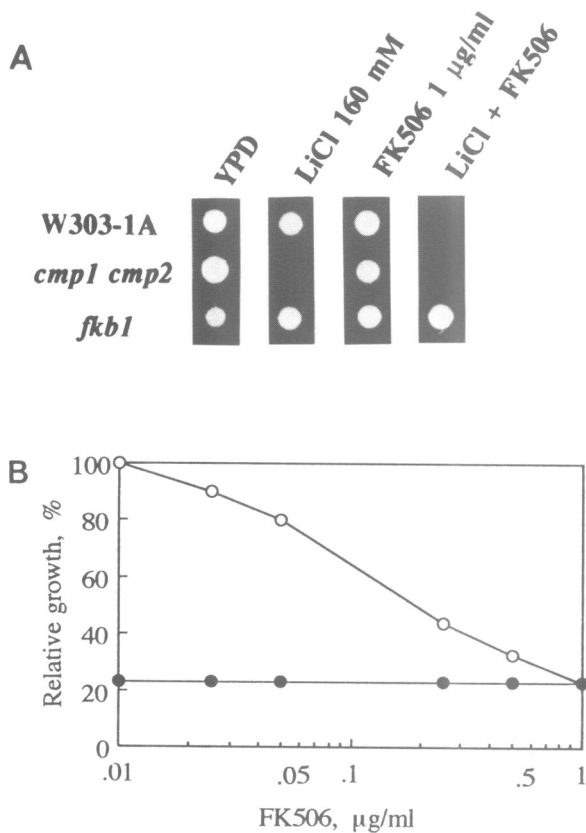 A
YPD
LiCl 160 mM
FK506 1 μg/ml
LiCl + FK506
W303-1A
cmp1 cmp2
fkb1
B
Relative growth, %
100
80
60
40
20
0
.01
.05
.1
.5
1
FK506, μg/ml